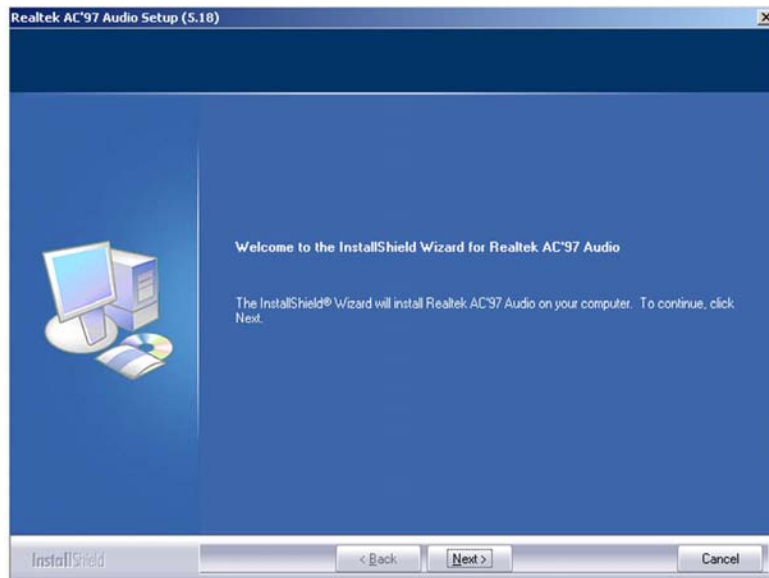 Realtek AC'97 Audio Setup (5.18)
Welcome to the InstallShield Wizard for Realtek AC'97 Audio
The InstallShield® Wizard will install Realtek AC'97 Audio on your computer. To continue, click
Next.
InstallShield
< Back
Next >
Cancel